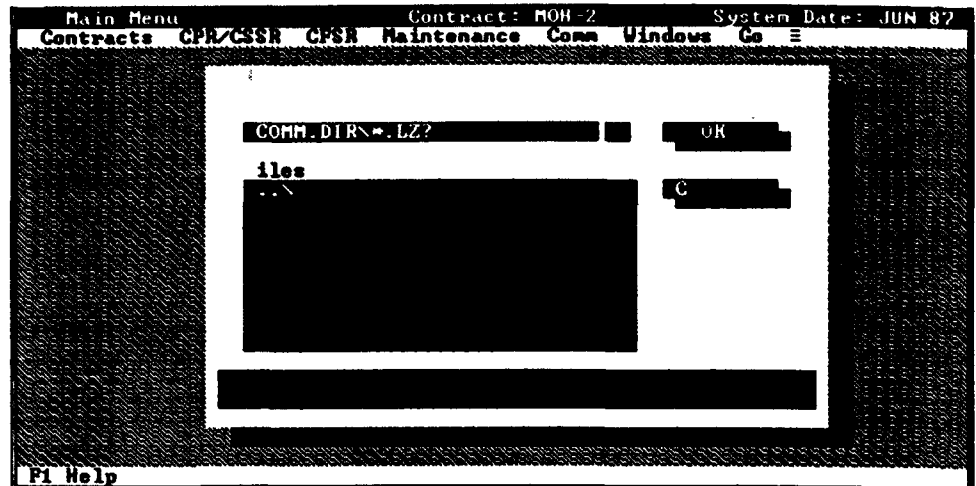 Main Menu Contract: MOH-2 System Date: JUN 87
Contracts CPR/CSSR CPSR Maintenance Comm Windows Go ≡
COMM.DIR\*.LZ? OK
iles
..\ C
F1 Help